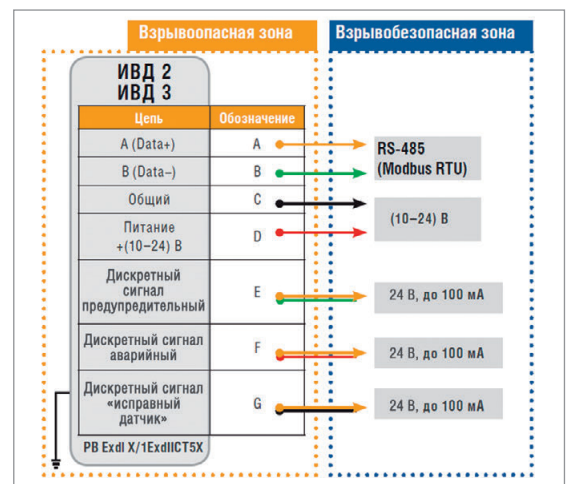 Взрывоопасная зона
Взрывобезопасная зона
ИВД 2
ИВД 3
Цепь Обозначение
A (Data+) A
RS-485
(Modbus RTU)
B (Data–) B
Общий C
(10–24) В
Питание
+(10–24) В
D
Дискретный
сигнал
предупредительный
E
24 В, до 100 мА
Дискретный сигнал
аварийный
F
24 В, до 100 мА
Дискретный сигнал
«исправный
датчик»
G
24 В, до 100 мА
РВ ExdI X/1ExdIICT5X